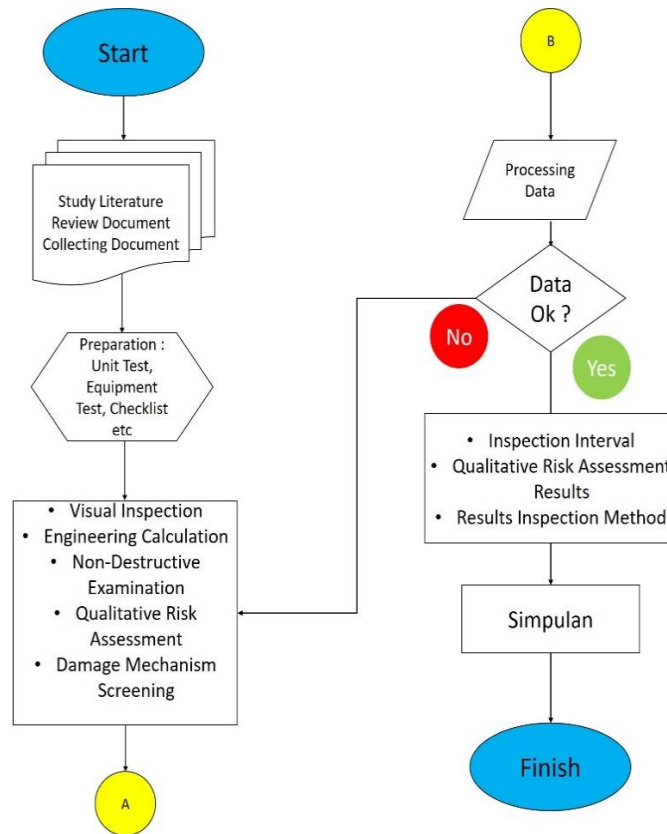 Start
Study Literature
Review Document
Collecting Document
Preparation :
Unit Test,
Equipment
Test, Checklist
etc
• Visual Inspection
• Engineering Calculation
• Non-Destructive
Examination
• Qualitative Risk
Assessment
• Damage Mechanism
Screening
A
B
Processing
Data
Data
Ok ?
No
Yes
• Inspection Interval
• Qualitative Risk Assessment
Results
• Results Inspection Method
Simpulan
Finish